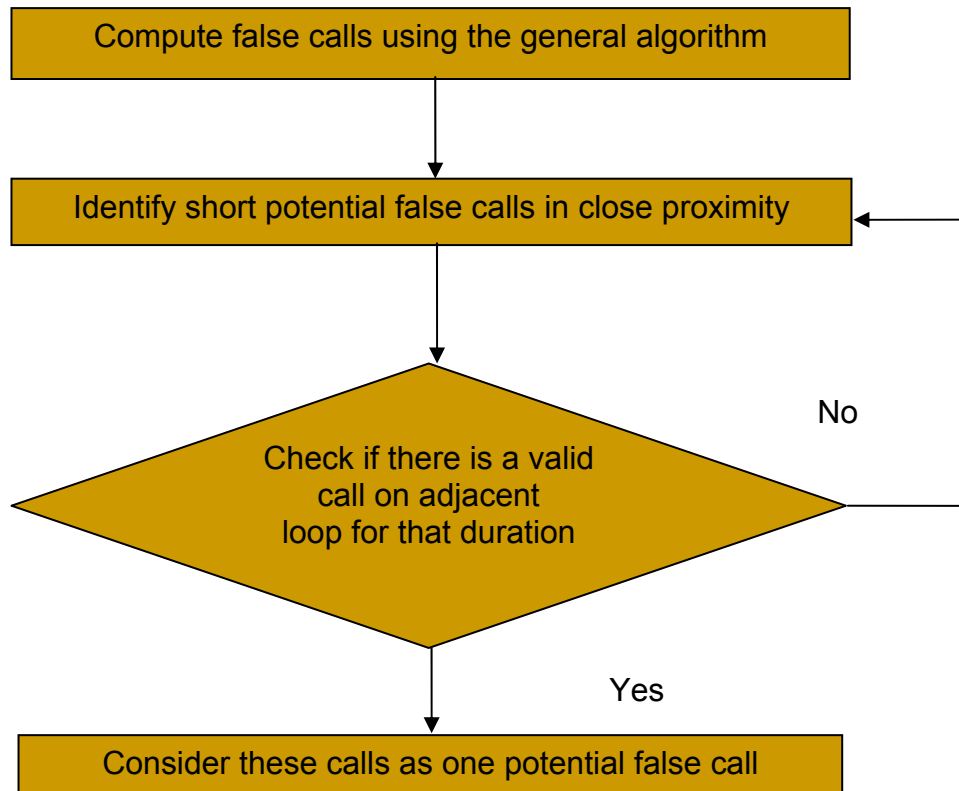 Compute false calls using the general algorithm
Identify short potential false calls in close proximity
No
Check if there is a valid
call on adjacent
loop for that duration
Yes
Consider these calls as one potential false call